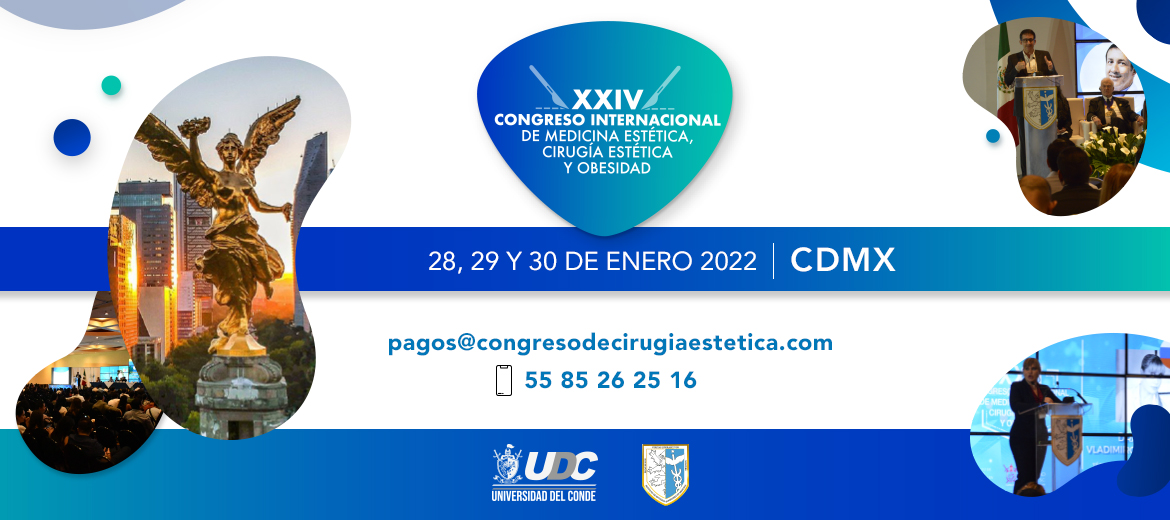 XXIV
CONGRESO INTERNACIONAL
DE MEDICINA ESTÉTICA,
CIRUGÍA ESTÉTICA
Y OBESIDAD
28, 29 Y 30 DE ENERO 2022
CDMX
pagos@congresodecirugiaestetica.com
55 85 26 25 16
UDC
UNIVERSIDAD DEL CONDE
VLADIMI